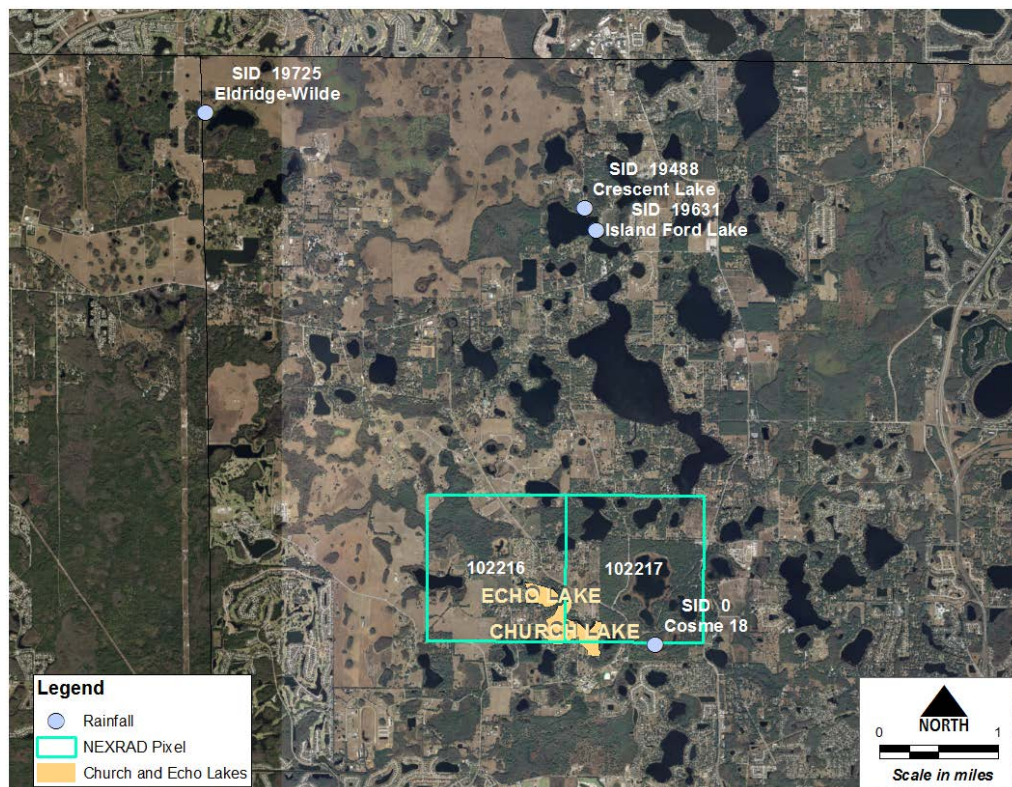 SID 19725
Eldridge-Wilde
SID 19488
Crescent Lake
SID 19631
Island Ford Lake
102216
102217
ECHO LAKE
SID 0
Cosme 18
CHURCH LAKE
Legend
Rainfall
NEXRAD Pixel
Church and Echo Lakes
NORTH
0 1
Scale in miles